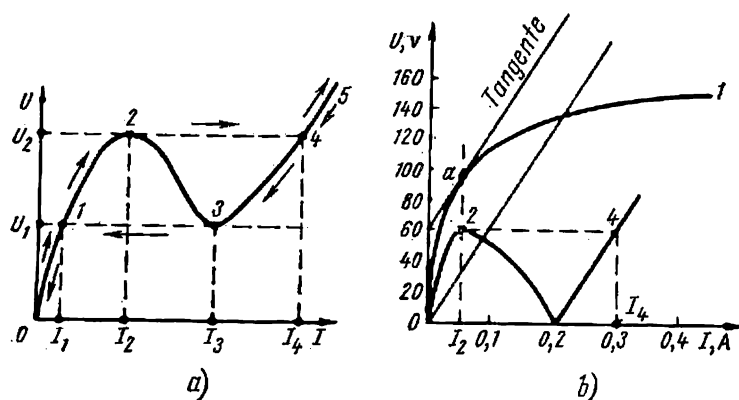 U
U₂
U₁
0
I₁
I₂
I₃
I₄
I
1
2
3
4
5
a)
U, v
160
140
120
100
80
60
40
20
0
Tangente
a
1
2
4
I₂
0,1
0,2
0,3
0,4
I, A
I₄
b)